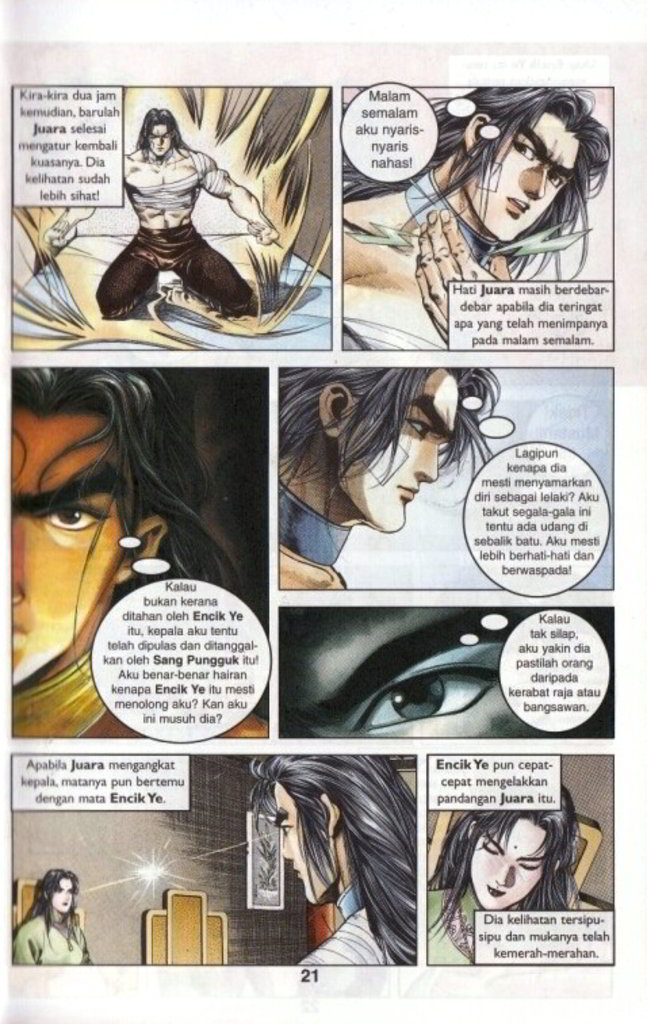 Kira-kira dua jam
kemudian, barulah
Juara selesai
mengatur kembali
kuasanya. Dia
kelihatan sudah
lebih sihat!
Malam
semalam
aku nyaris-
nyaris
nahas!
Hati Juara masih berdebar-
debar apabila dia teringat
apa yang telah menimpanya
pada malam semalam.
Kalau
bukan kerana
ditahan oleh Encik Ye
itu, kepala aku tentu
telah dipulas dan ditanggal-
kan oleh Sang Pungguk itu!
Aku benar-benar hairan
kenapa Encik Ye itu mesti
menolong aku? Kan aku
ini musuh dia?
Lagipun
kenapa dia
mesti menyamarkan
diri sebagai lelaki? Aku
takut segala-gala ini
tentu ada udang di
sebalik batu. Aku mesti
lebih berhati-hati dan
berwaspada!
Kalau
tak silap,
aku yakin dia
pastilah orang
daripada
kerabat raja atau
bangsawan.
Apabila Juara mengangkat
kepala, matanya pun bertemu
dengan mata Encik Ye.
Encik Ye pun cepat-
cepat mengelakkan
pandangan Juara itu.
Dia kelihatan tersipu-
sipu dan mukanya telah
kemerah-merahan.
21